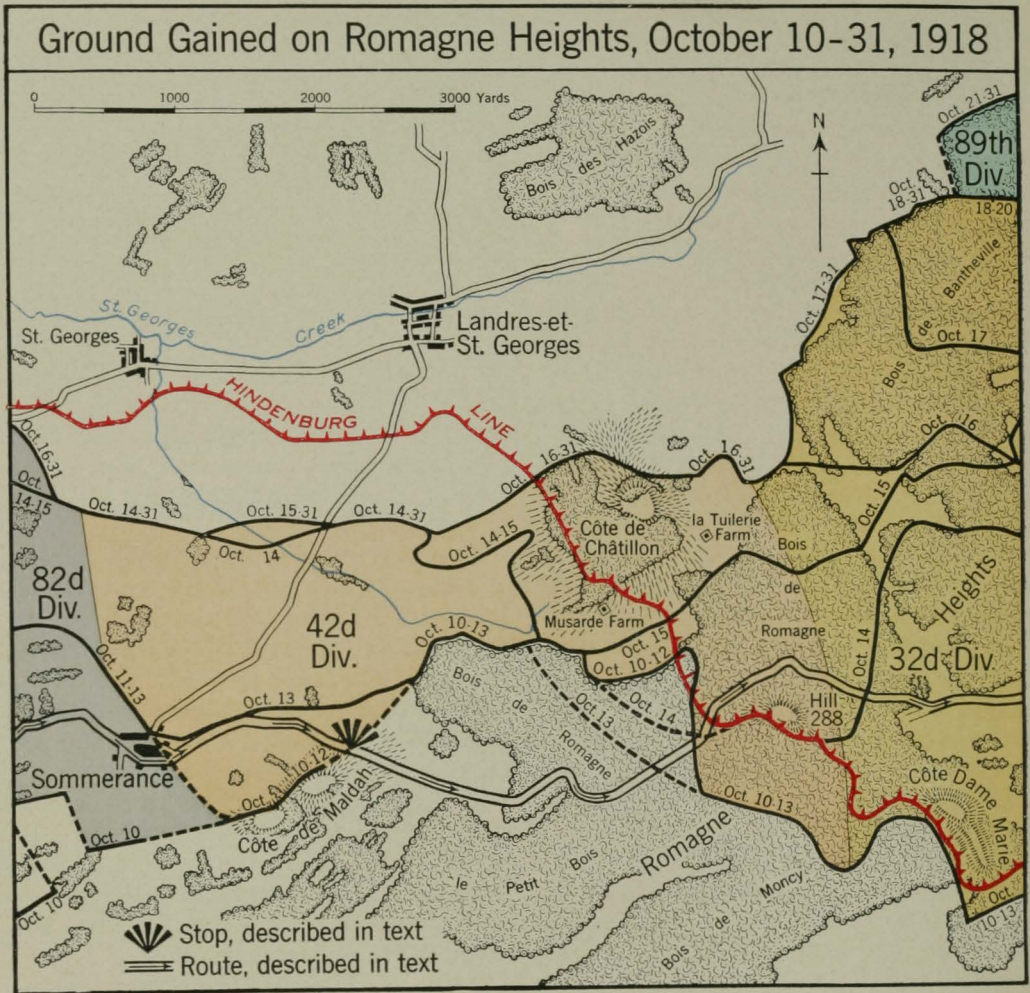 Ground Gained on Romagne Heights, October 10-31, 1918
0 1000 2000 3000 Yards
N
Oct. 21-31
89th
Div.
Oct.
18-31
18-20
Bois des Hazois
Bois de Bantheville
Oct. 17-31
Oct. 17
St. Georges Creek
St. Georges
Landres-et-
St. Georges
HINDENBURG LINE
Oct. 16-31
Oct. 16-31
16-31
Oct. 16
Oct. 15
Oct.
14-15
Oct. 14-31
Oct. 15-31
Oct. 14-31
Oct. 14
Oct. 14-15
Côte de
Châtillon
la Tuilerie
Farm
Bois
de
Romagne
Heights
82d
Div.
42d
Div.
32d Div.
Musarde Farm
Oct. 10-13
Oct. 15
Oct. 10-12
Oct. 14
Oct. 11-13
Oct. 13
Bois
de
Romagne
Oct. 13
Oct. 14
Hill
288
Sommerance
Oct. 10-12
Côte de Maldah
Oct. 10-13
Côte Dame Marie
Oct. 10
Oct. 10
le Petit Bois
Romagne
Bois de Moncy
Oct.
10-13
Stop, described in text
Route, described in text